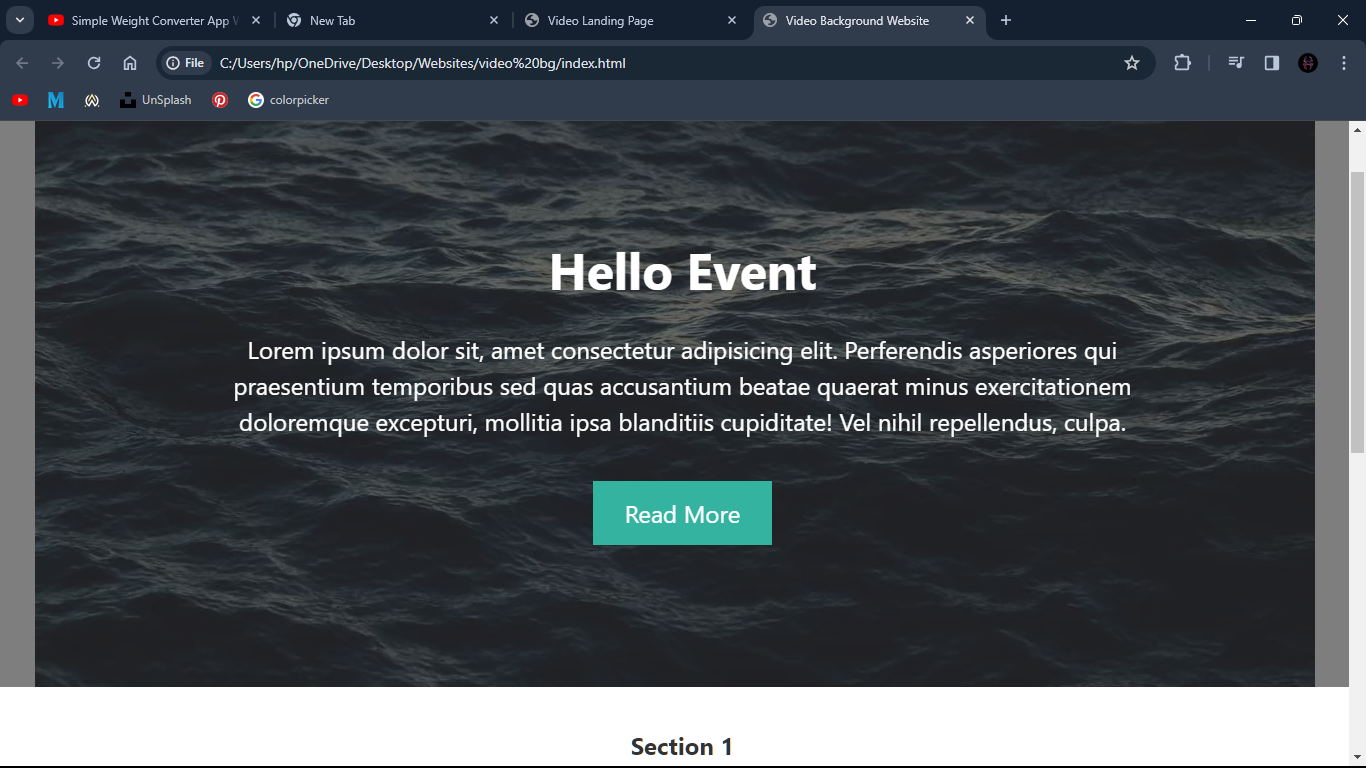 Simple Weight Converter App
New Tab
Video Landing Page
Video Background Website
File
C:/Users/hp/OneDrive/Desktop/Websites/video%20bg/index.html
UnSplash
colorpicker
Hello Event
Lorem ipsum dolor sit, amet consectetur adipisicing elit. Perferendis asperiores qui
praesentium temporibus sed quas accusantium beatae quaerat minus exercitationem
doloremque excepturi, mollitia ipsa blanditiis cupiditate! Vel nihil repellendus, culpa.
Read More
Section 1